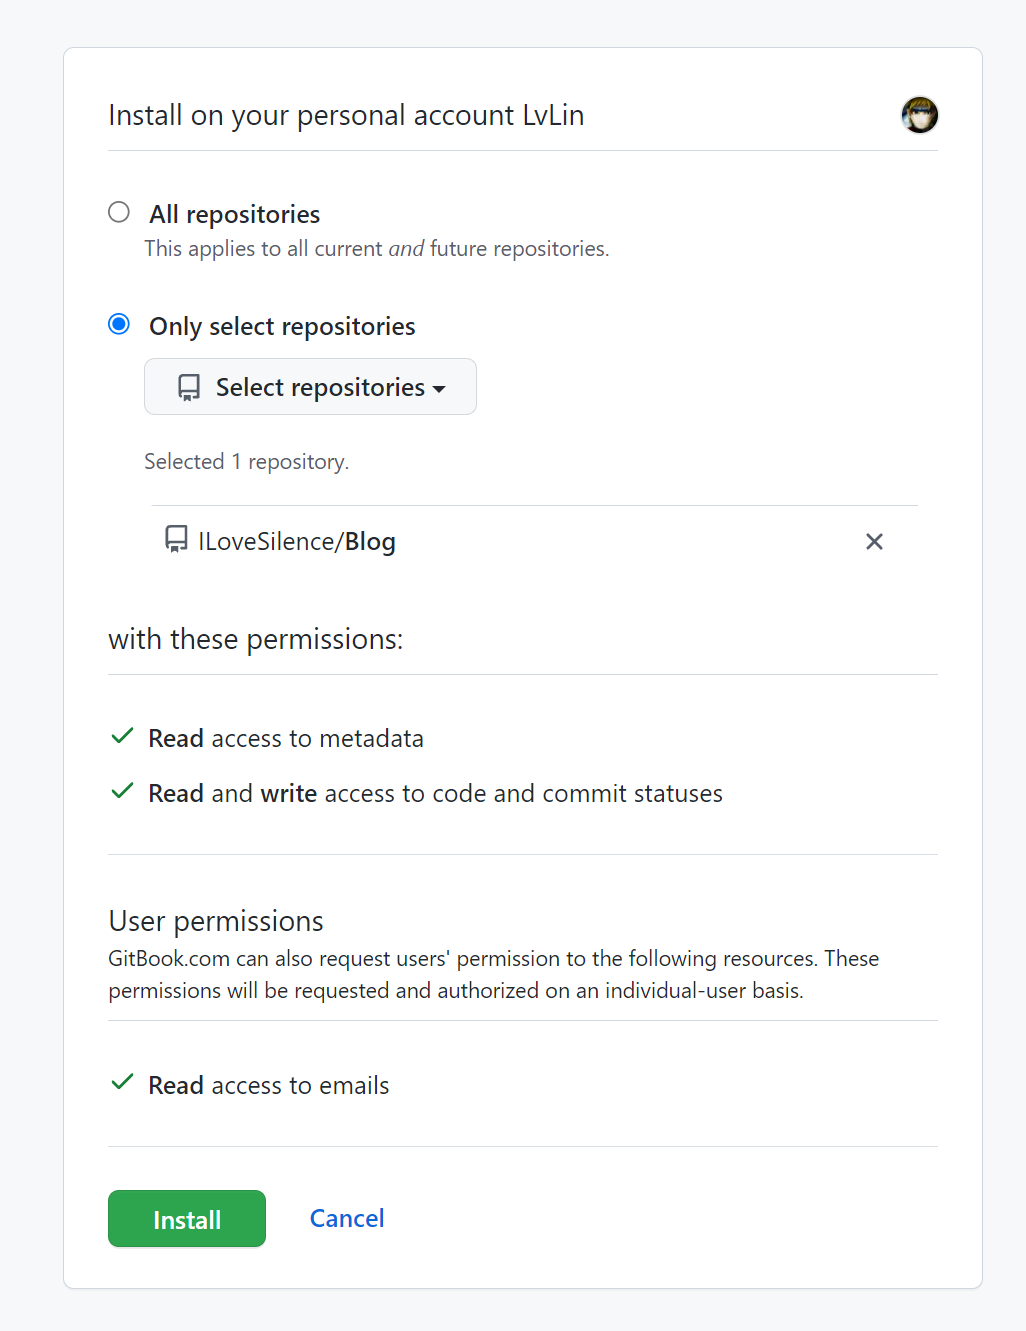 Install on your personal account LvLin
All repositories
This applies to all current and future repositories.
Only select repositories
Select repositories
Selected 1 repository.
ILoveSilence/Blog
with these permissions:
Read access to metadata
Read and write access to code and commit statuses
User permissions
GitBook.com can also request users' permission to the following resources. These
permissions will be requested and authorized on an individual-user basis.
Read access to emails
Install
Cancel